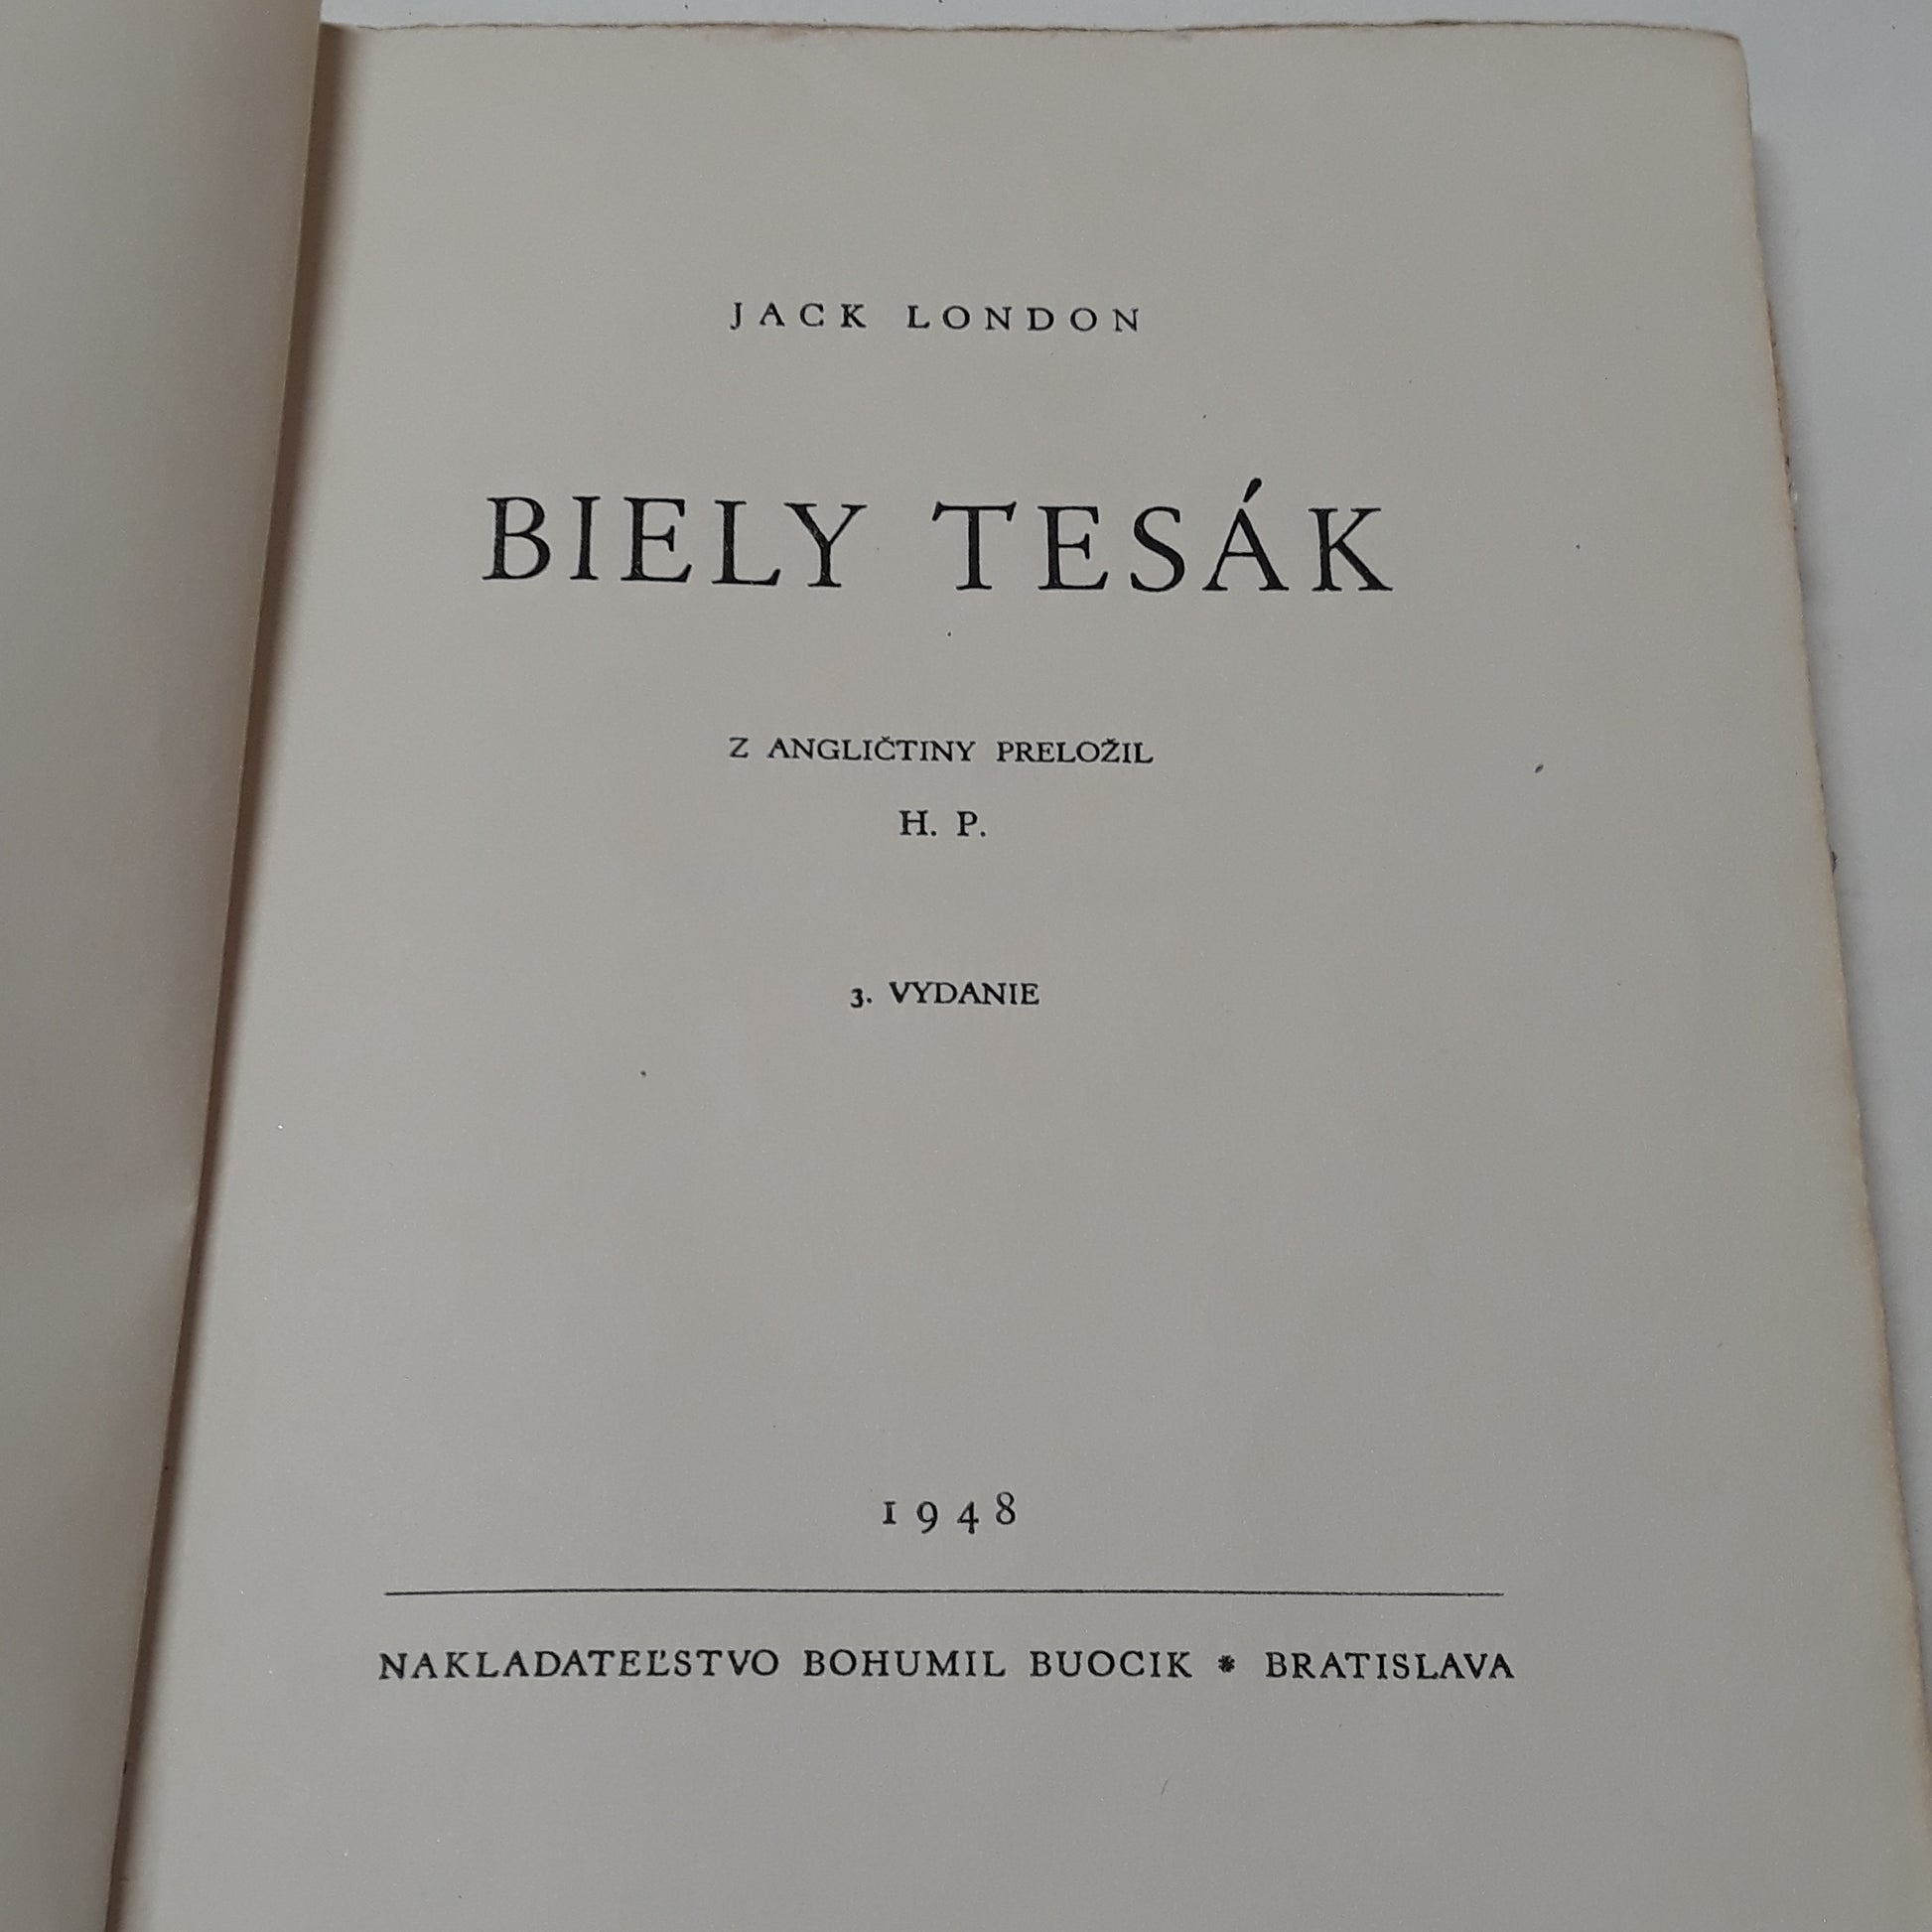 JACK LONDON
BIELY TESÁK
Z ANGLIČTINY PRELOŽIL
H. P.
3. VYDANIE
1948
NAKLADATEĽSTVO BOHUMIL BUOCIK * BRATISLAVA